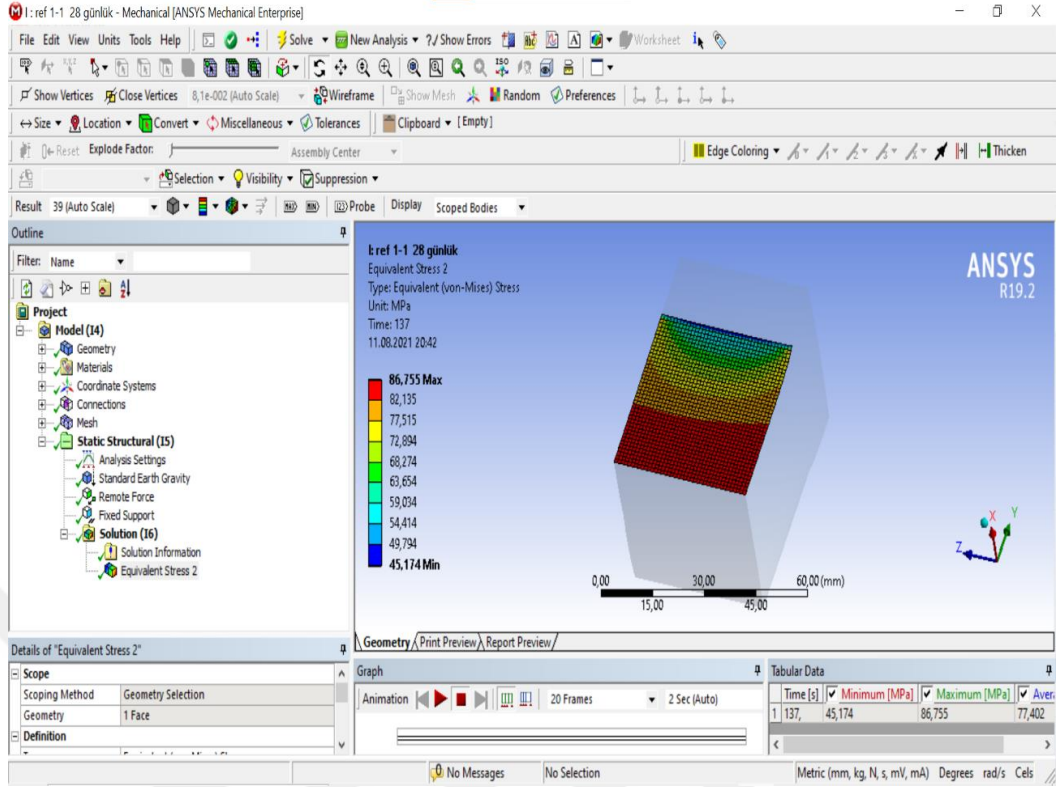 I : ref 1-1 28 günlük - Mechanical [ANSYS Mechanical Enterprise]
File Edit View Units Tools Help Solve New Analysis ?/ Show Errors Worksheet
Show Vertices Close Vertices 8,1e-002 (Auto Scale) Wireframe Show Mesh Random Preferences
Size Location Convert Miscellaneous Tolerances Clipboard [Empty]
Reset Explode Factor: Assembly Center Edge Coloring Thicken
Selection Visibility Suppression
Result 39 (Auto Scale) Probe Display Scoped Bodies
Outline
Filter: Name
Project
Model (I4)
Geometry
Materials
Coordinate Systems
Connections
Mesh
Static Structural (I5)
Analysis Settings
Standard Earth Gravity
Remote Force
Fixed Support
Solution (I6)
Solution Information
Equivalent Stress 2
I: ref 1-1 28 günlük
Equivalent Stress 2
Type: Equivalent (von-Mises) Stress
Unit: MPa
Time: 137
11.08.2021 20:42
86,755 Max
82,135
77,515
72,894
68,274
63,654
59,034
54,414
49,794
45,174 Min
ANSYS
R19.2
X
Y
Z
0,00 30,00 60,00 (mm)
15,00 45,00
Geometry Print Preview Report Preview
Details of "Equivalent Stress 2"
Scope
Scoping Method Geometry Selection
Geometry 1 Face
Definition
Graph
Animation 20 Frames 2 Sec (Auto)
Tabular Data
Time [s] Minimum [MPa] Maximum [MPa]
1 137, 45,174 86,755 77,402
No Messages No Selection Metric (mm, kg, N, s, mV, mA) Degrees rad/s Cels